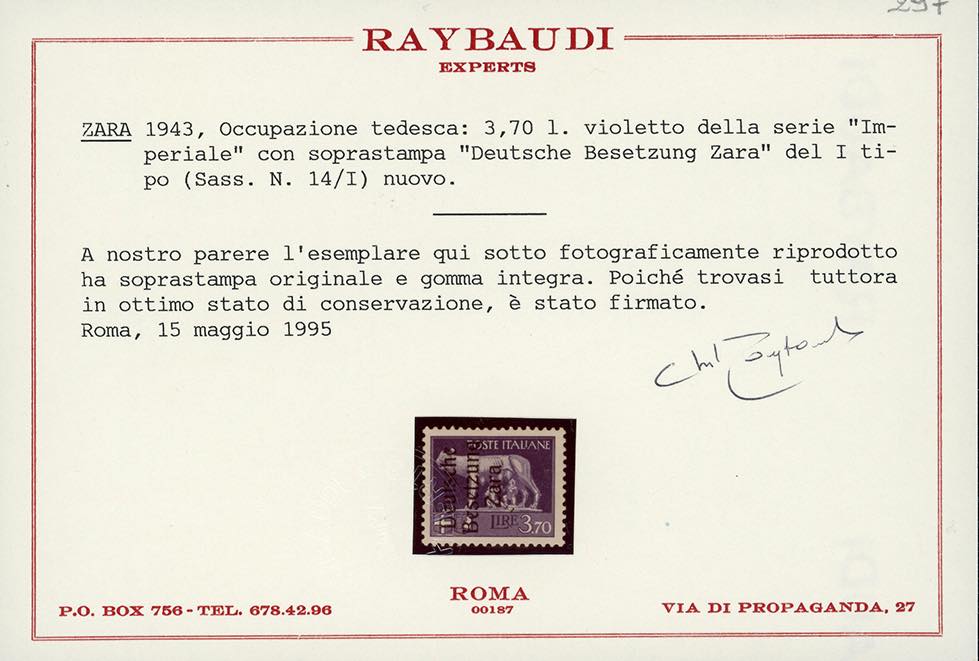 297
RAYBAUDI
EXPERTS
ZARA 1943, Occupazione tedesca: 3,70 l. violetto della serie "Im-
periale" con soprastampa "Deutsche Besetzung Zara" del I ti-
po (Sass. N. 14/I) nuovo.
A nostro parere l'esemplare qui sotto fotograficamente riprodotto
ha soprastampa originale e gomma integra. Poiché trovasi tuttora
in ottimo stato di conservazione, è stato firmato.
Roma, 15 maggio 1995
POSTE ITALIANE
Deutsche
Besetzung
Zara
LIRE 3,70
P.O. BOX 756 - TEL. 678.42.96
ROMA
00187
VIA DI PROPAGANDA, 27